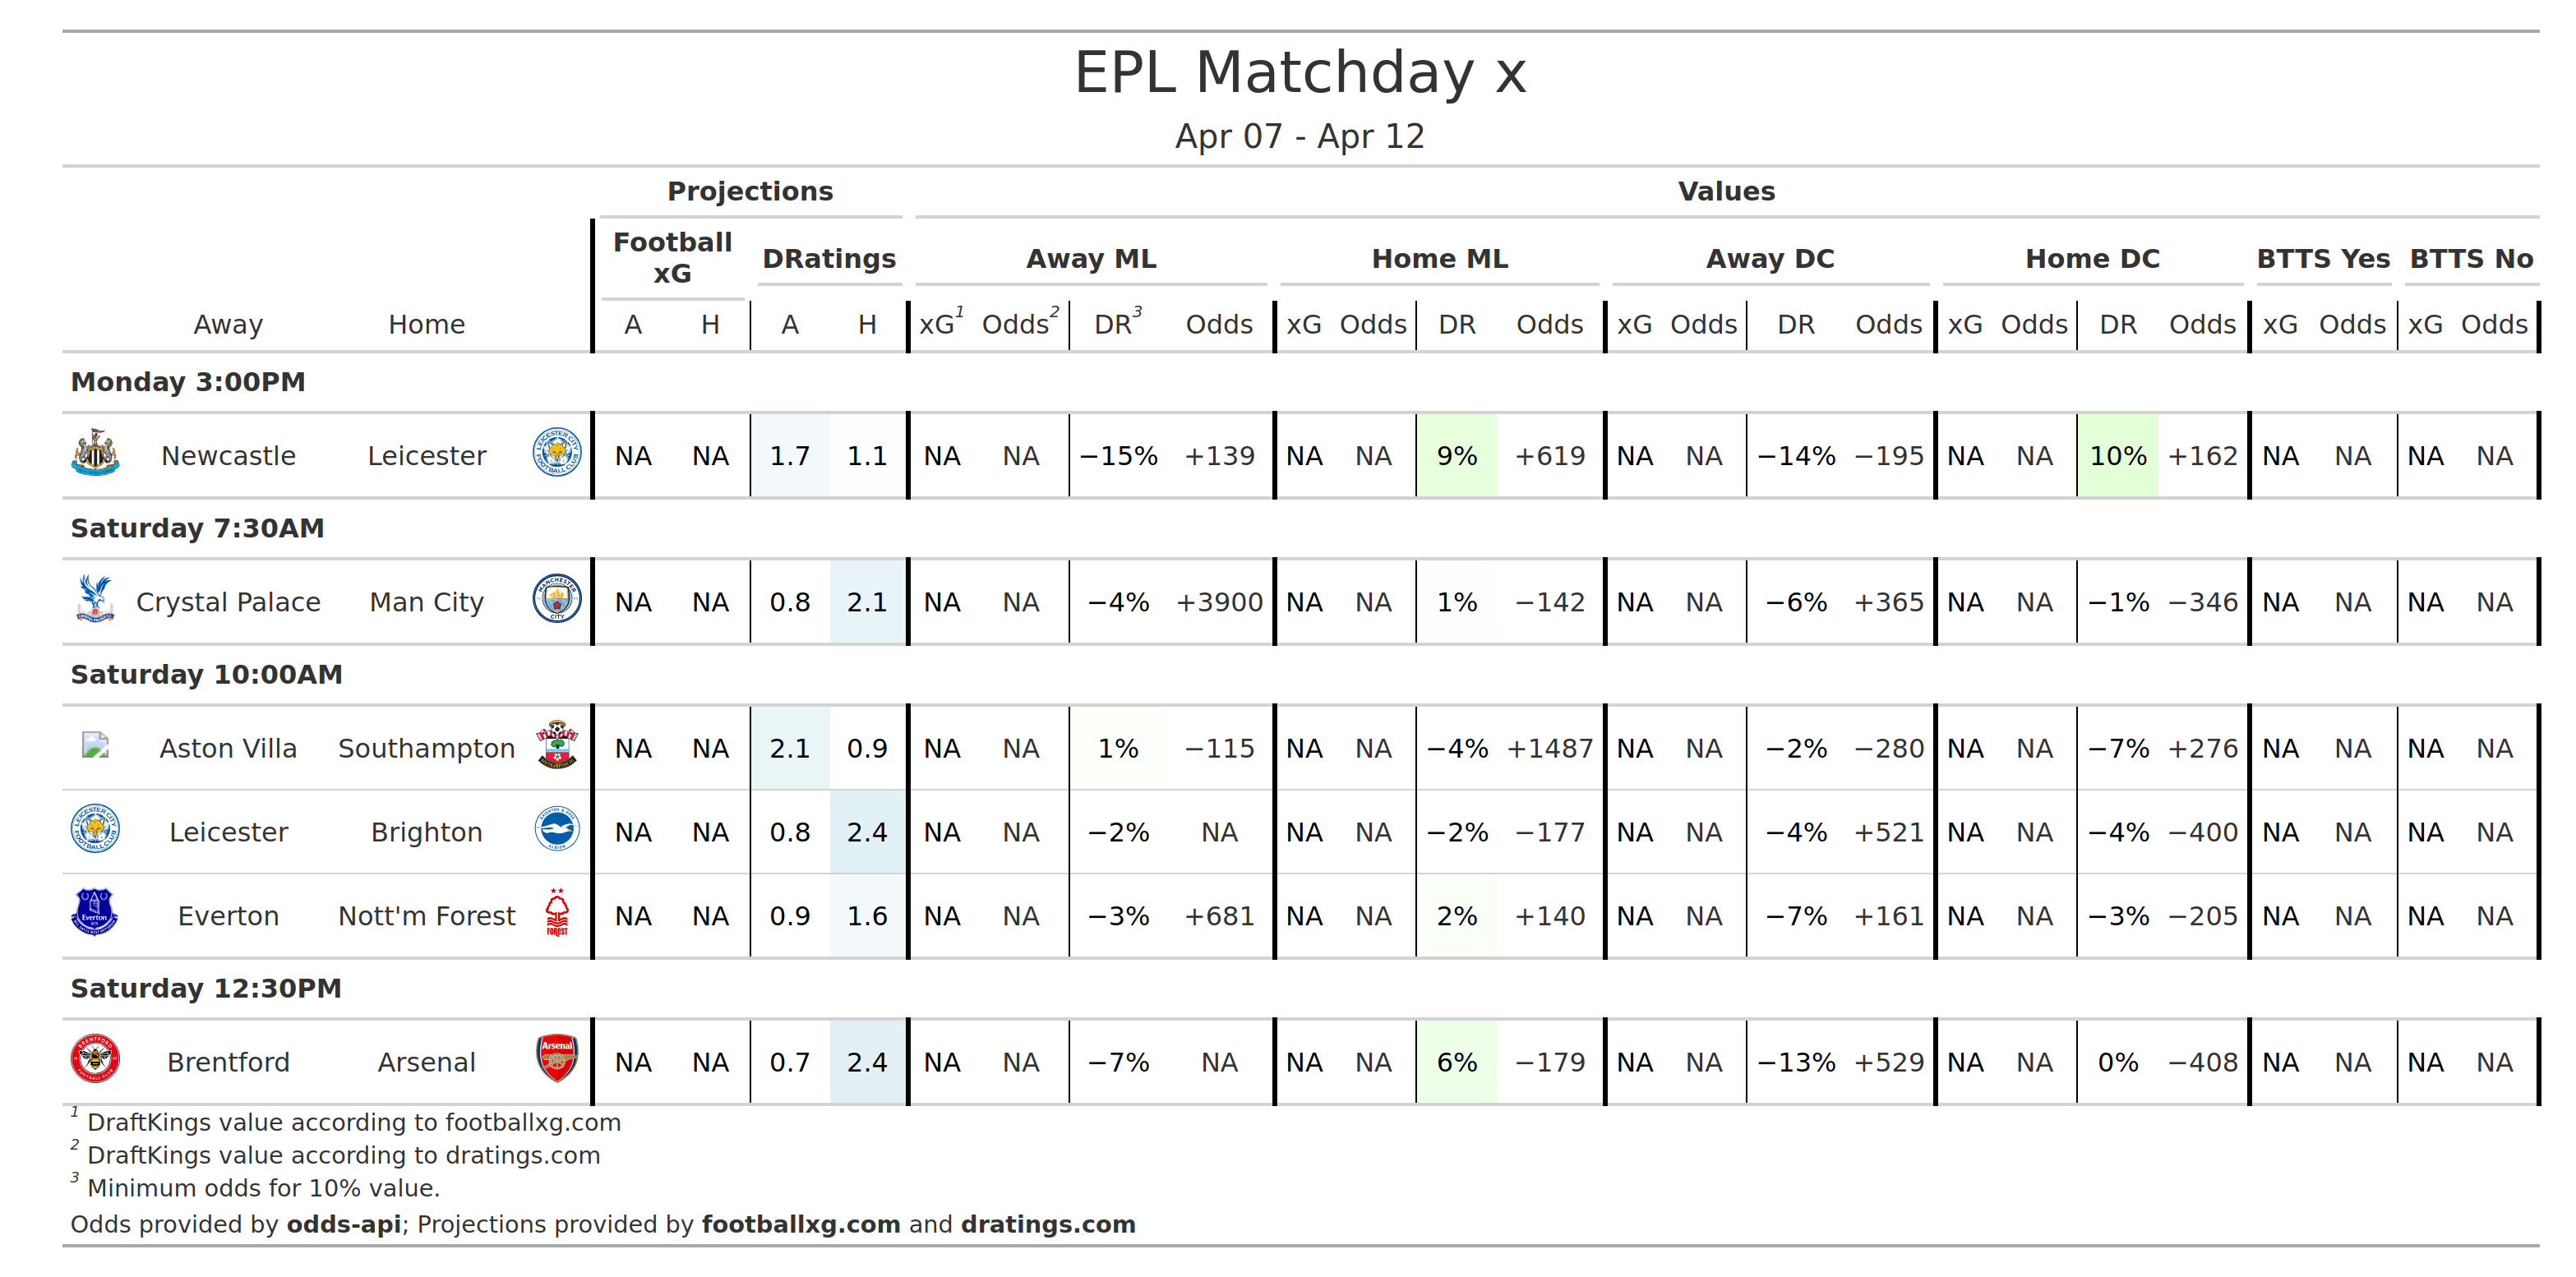 EPL Matchday x
Apr 07 - Apr 12
Projections Values
Football xG DRatings Away ML Home ML Away DC Home DC BTTS Yes BTTS No
Away Home A H A H xG1 Odds2 DR3 Odds xG Odds DR Odds xG Odds DR Odds xG Odds DR Odds xG Odds xG Odds
Monday 3:00PM
Newcastle Leicester NA NA 1.7 1.1 NA NA −15% +139 NA NA 9% +619 NA NA −14% −195 NA NA 10% +162 NA NA NA NA
Saturday 7:30AM
Crystal Palace Man City NA NA 0.8 2.1 NA NA −4% +3900 NA NA 1% −142 NA NA −6% +365 NA NA −1% −346 NA NA NA NA
Saturday 10:00AM
Aston Villa Southampton NA NA 2.1 0.9 NA NA 1% −115 NA NA −4% +1487 NA NA −2% −280 NA NA −7% +276 NA NA NA NA
Leicester Brighton NA NA 0.8 2.4 NA NA −2% NA NA NA −2% −177 NA NA −4% +521 NA NA −4% −400 NA NA NA NA
Everton Nott'm Forest NA NA 0.9 1.6 NA NA −3% +681 NA NA 2% +140 NA NA −7% +161 NA NA −3% −205 NA NA NA NA
Saturday 12:30PM
Brentford Arsenal NA NA 0.7 2.4 NA NA −7% NA NA NA 6% −179 NA NA −13% +529 NA NA 0% −408 NA NA NA NA
1 DraftKings value according to footballxg.com
2 DraftKings value according to dratings.com
3 Minimum odds for 10% value.
Odds provided by odds-api; Projections provided by footballxg.com and dratings.com